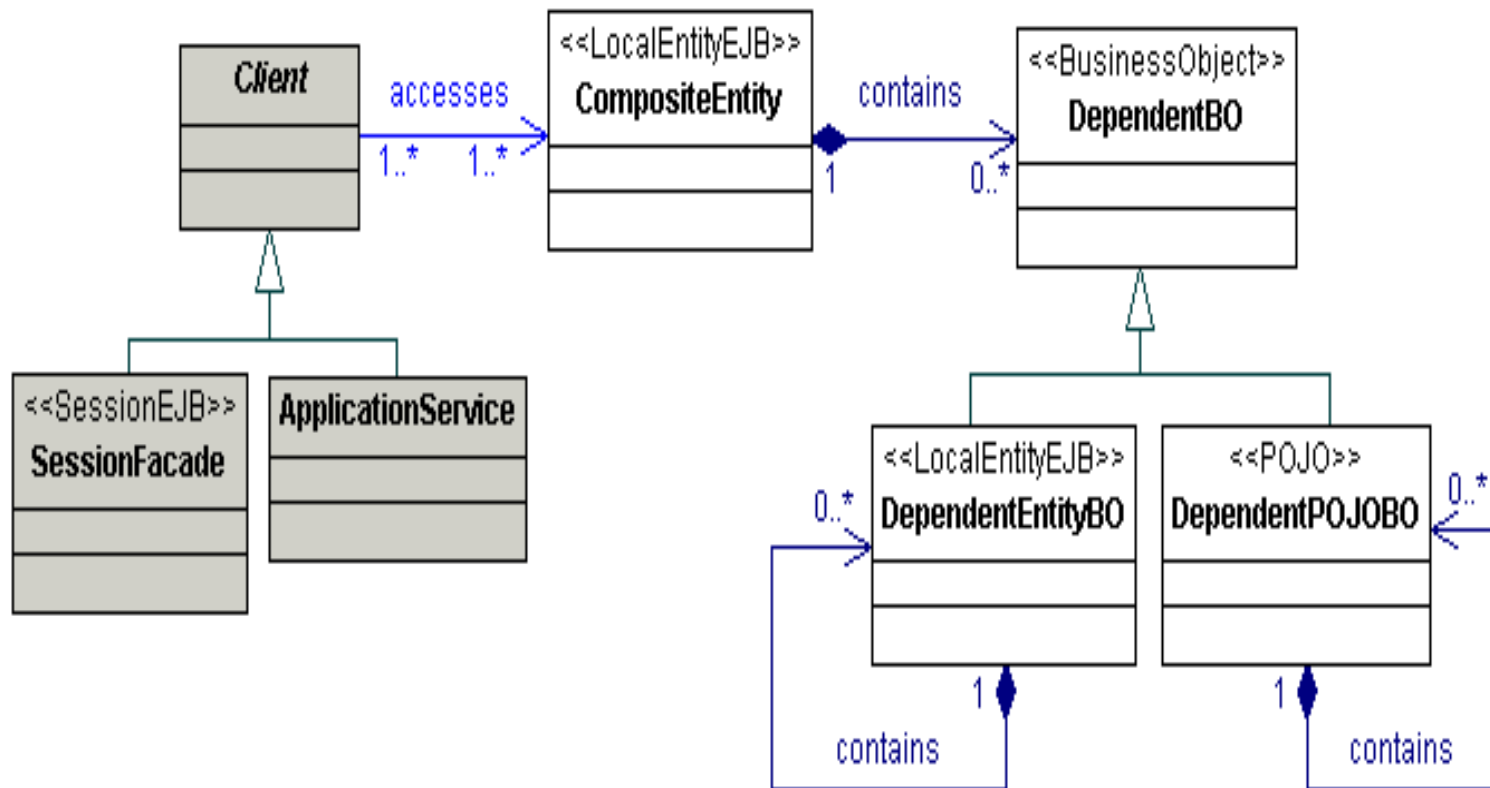 Client
accesses
1..*
1..*
<<LocalEntityEJB>>
CompositeEntity
contains
1
0..*
<<BusinessObject>>
DependentBO
<<SessionEJB>>
SessionFacade
ApplicationService
<<LocalEntityEJB>>
DependentEntityBO
0..*
1
contains
<<POJO>>
DependentPOJOBO
0..*
1
contains